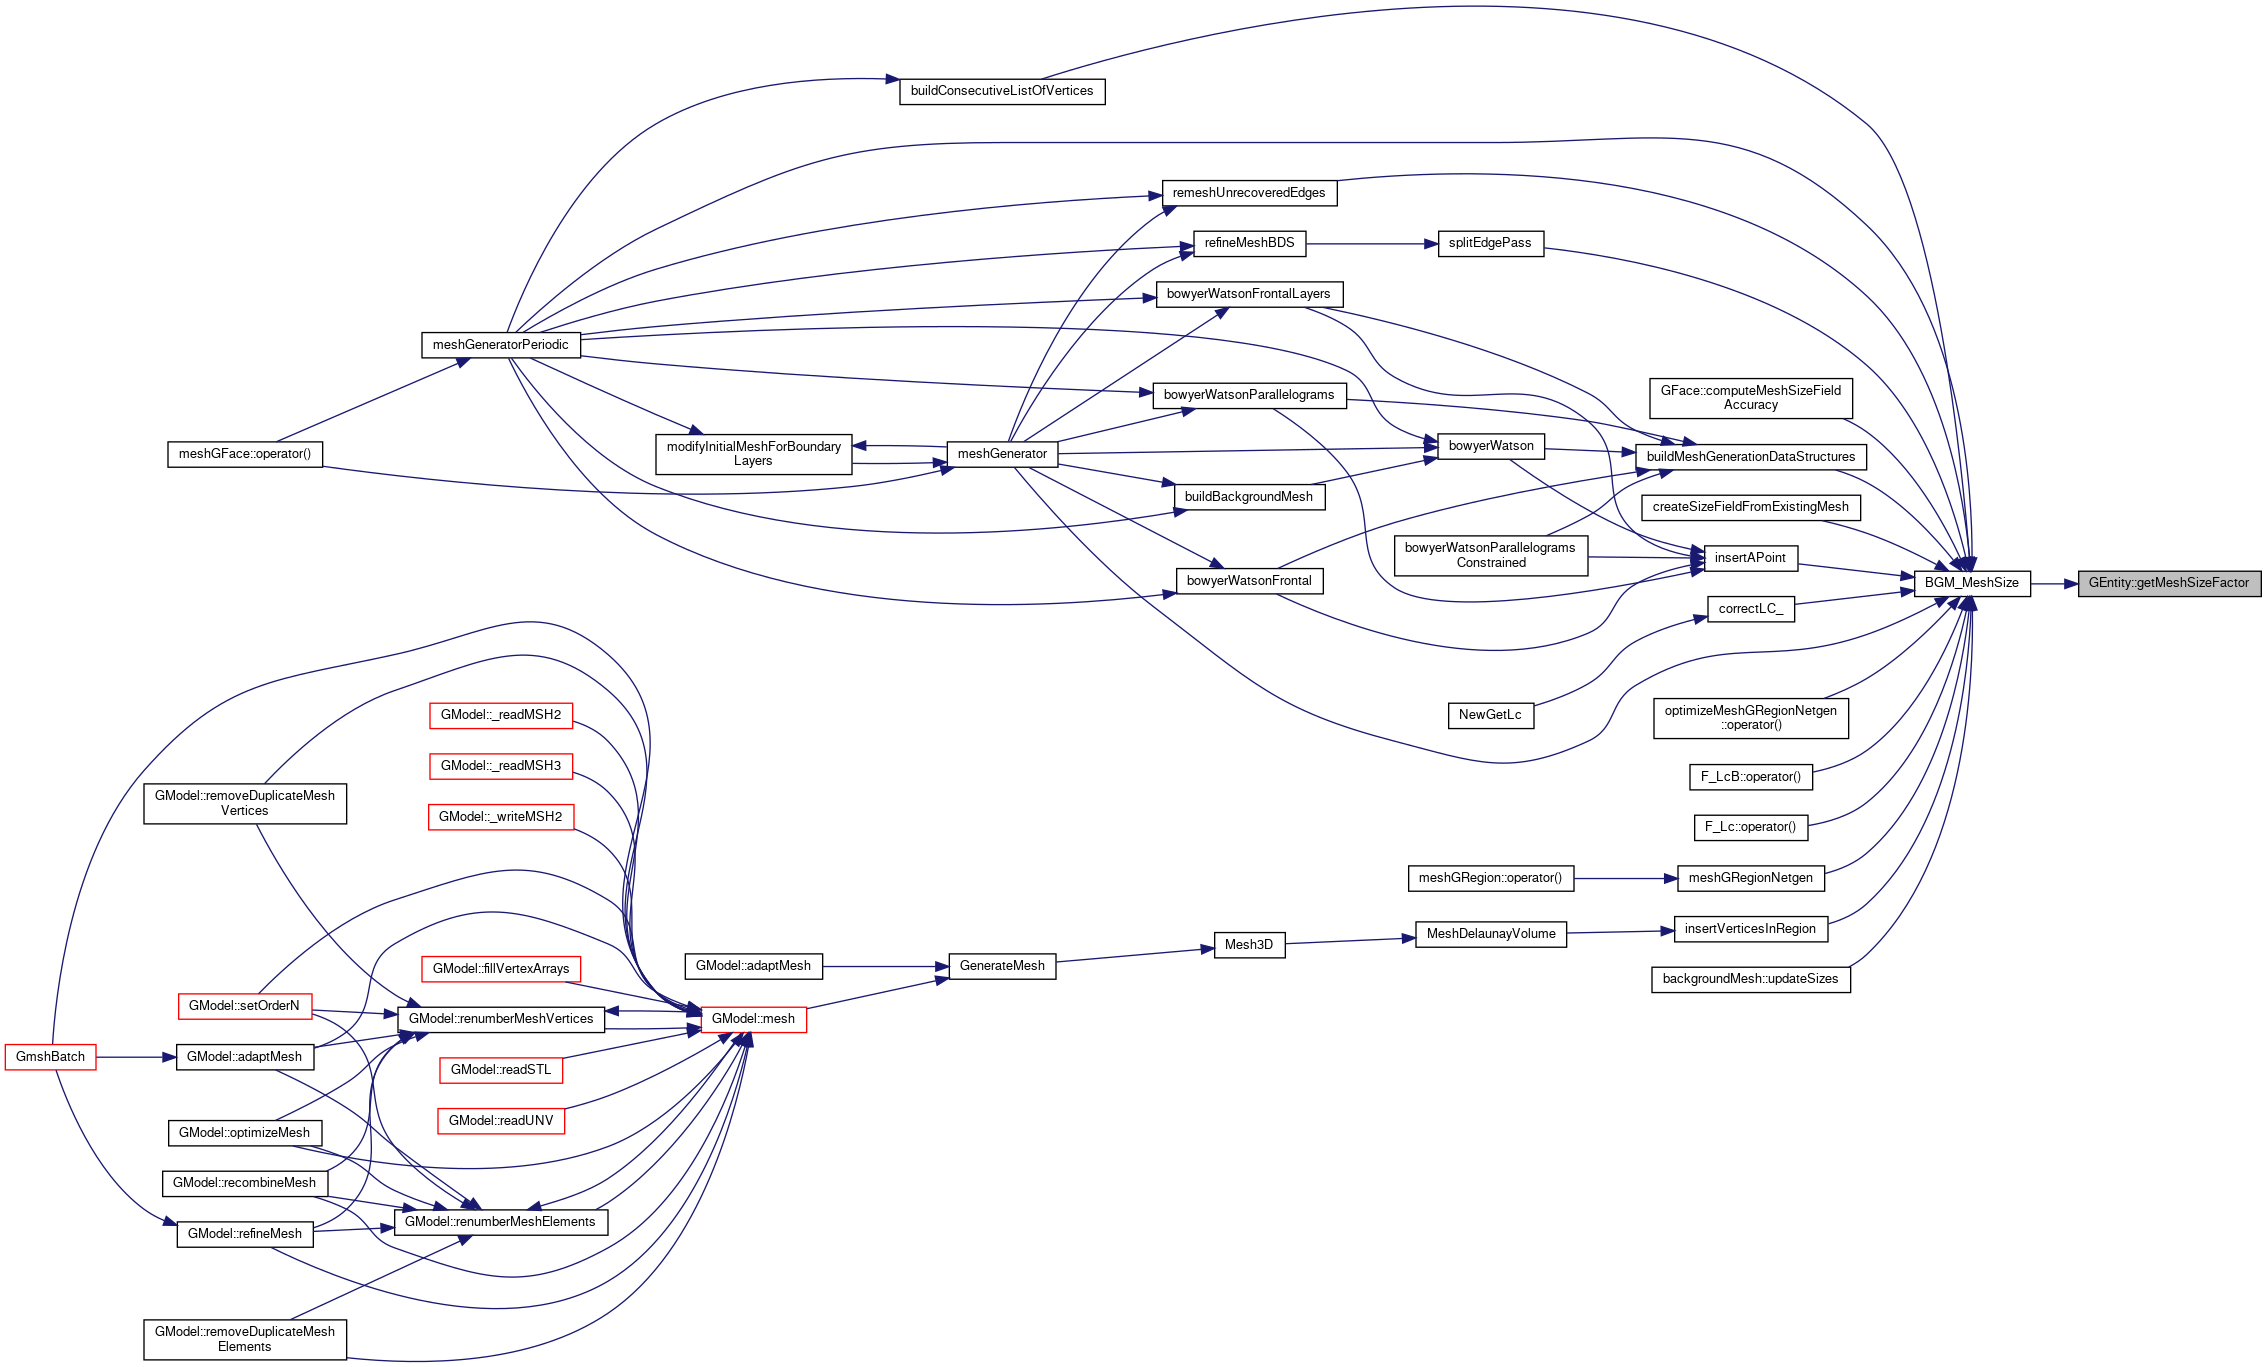 buildConsecutiveListOfVertices
remeshUnrecoveredEdges
refineMeshBDS
splitEdgePass
bowyerWatsonFrontalLayers
meshGeneratorPeriodic
GFace::computeMeshSizeField
Accuracy
bowyerWatsonParallelograms
meshGFace::operator()
modifyInitialMeshForBoundary
Layers
meshGenerator
bowyerWatson
buildMeshGenerationDataStructures
buildBackgroundMesh
createSizeFieldFromExistingMesh
bowyerWatsonParallelograms
Constrained
insertAPoint
bowyerWatsonFrontal
BGM_MeshSize
GEntity::getMeshSizeFactor
correctLC_
NewGetLc
optimizeMeshGRegionNetgen
::operator()
GModel::_readMSH2
GModel::_readMSH3
F_LcB::operator()
GModel::removeDuplicateMesh
Vertices
GModel::_writeMSH2
F_Lc::operator()
meshGRegion::operator()
meshGRegionNetgen
MeshDelaunayVolume
insertVerticesInRegion
Mesh3D
GModel::adaptMesh
GenerateMesh
GModel::fillVertexArrays
backgroundMesh::updateSizes
GModel::setOrderN
GModel::renumberMeshVertices
GModel::mesh
GmshBatch
GModel::adaptMesh
GModel::readSTL
GModel::readUNV
GModel::optimizeMesh
GModel::recombineMesh
GModel::renumberMeshElements
GModel::refineMesh
GModel::removeDuplicateMesh
Elements